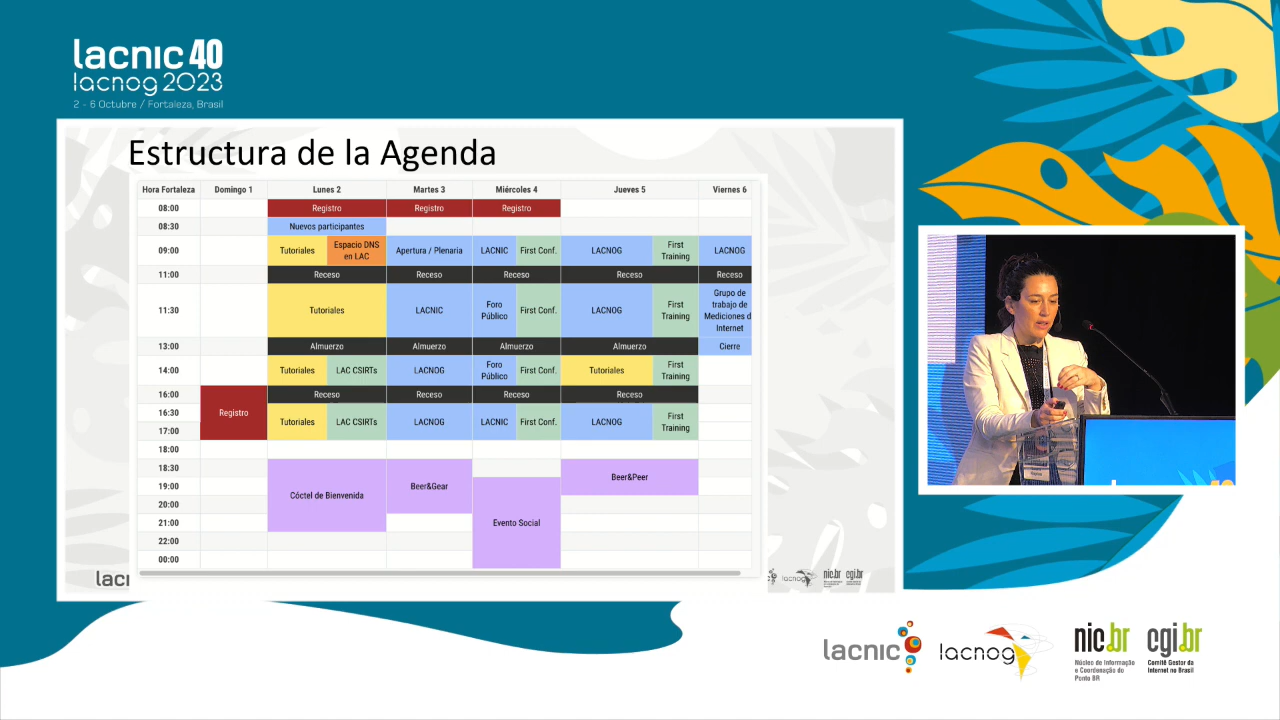 lacnic 40
lacnog 2023
2 - 6 Octubre / Fortaleza, Brasil
Estructura de la Agenda
Hora Fortaleza Domingo 1 Lunes 2 Martes 3 Miércoles 4 Jueves 5 Viernes 6
08:00 Registro Registro Registro
08:30 Nuevos participantes
09:00 Tutoriales Espacio DNS en LAC Apertura / Plenaria LACNIC First Conf. LACNOG First Training LACNOG
11:00 Receso Receso Receso Receso Receso
11:30 Tutoriales LACNIC Foro Público First Conf. LACNOG First Training Grupo de trabajo de Mediciones d Internet
13:00 Almuerzo Almuerzo Almuerzo Almuerzo Cierre
14:00 Tutoriales LAC CSIRTs LACNOG Foro Público First Conf. Tutoriales First Training
16:00 Receso Receso Receso Receso
16:30 Registro Tutoriales LAC CSIRTs LACNOG LACNIC First Conf. LACNOG First Training
17:00
18:00
18:30 Cóctel de Bienvenida Beer&Gear Beer&Peer
19:00
20:00
21:00 Evento Social
22:00
00:00
laci
lacnog nic.br cgi.br
lacnic lacnog nic.br cgi.br
Núcleo de Informação
e Coordenação do
Ponto BR
Comitê Gestor da
Internet no Brasil